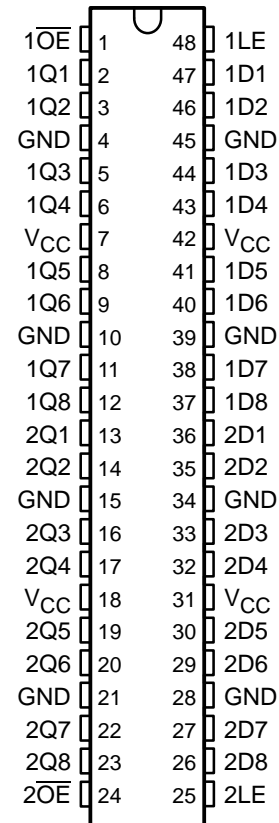 1O̅E̅ 1 48 1LE
1Q1 2 47 1D1
1Q2 3 46 1D2
GND 4 45 GND
1Q3 5 44 1D3
1Q4 6 43 1D4
VCC 7 42 VCC
1Q5 8 41 1D5
1Q6 9 40 1D6
GND 10 39 GND
1Q7 11 38 1D7
1Q8 12 37 1D8
2Q1 13 36 2D1
2Q2 14 35 2D2
GND 15 34 GND
2Q3 16 33 2D3
2Q4 17 32 2D4
VCC 18 31 VCC
2Q5 19 30 2D5
2Q6 20 29 2D6
GND 21 28 GND
2Q7 22 27 2D7
2Q8 23 26 2D8
2O̅E̅ 24 25 2LE